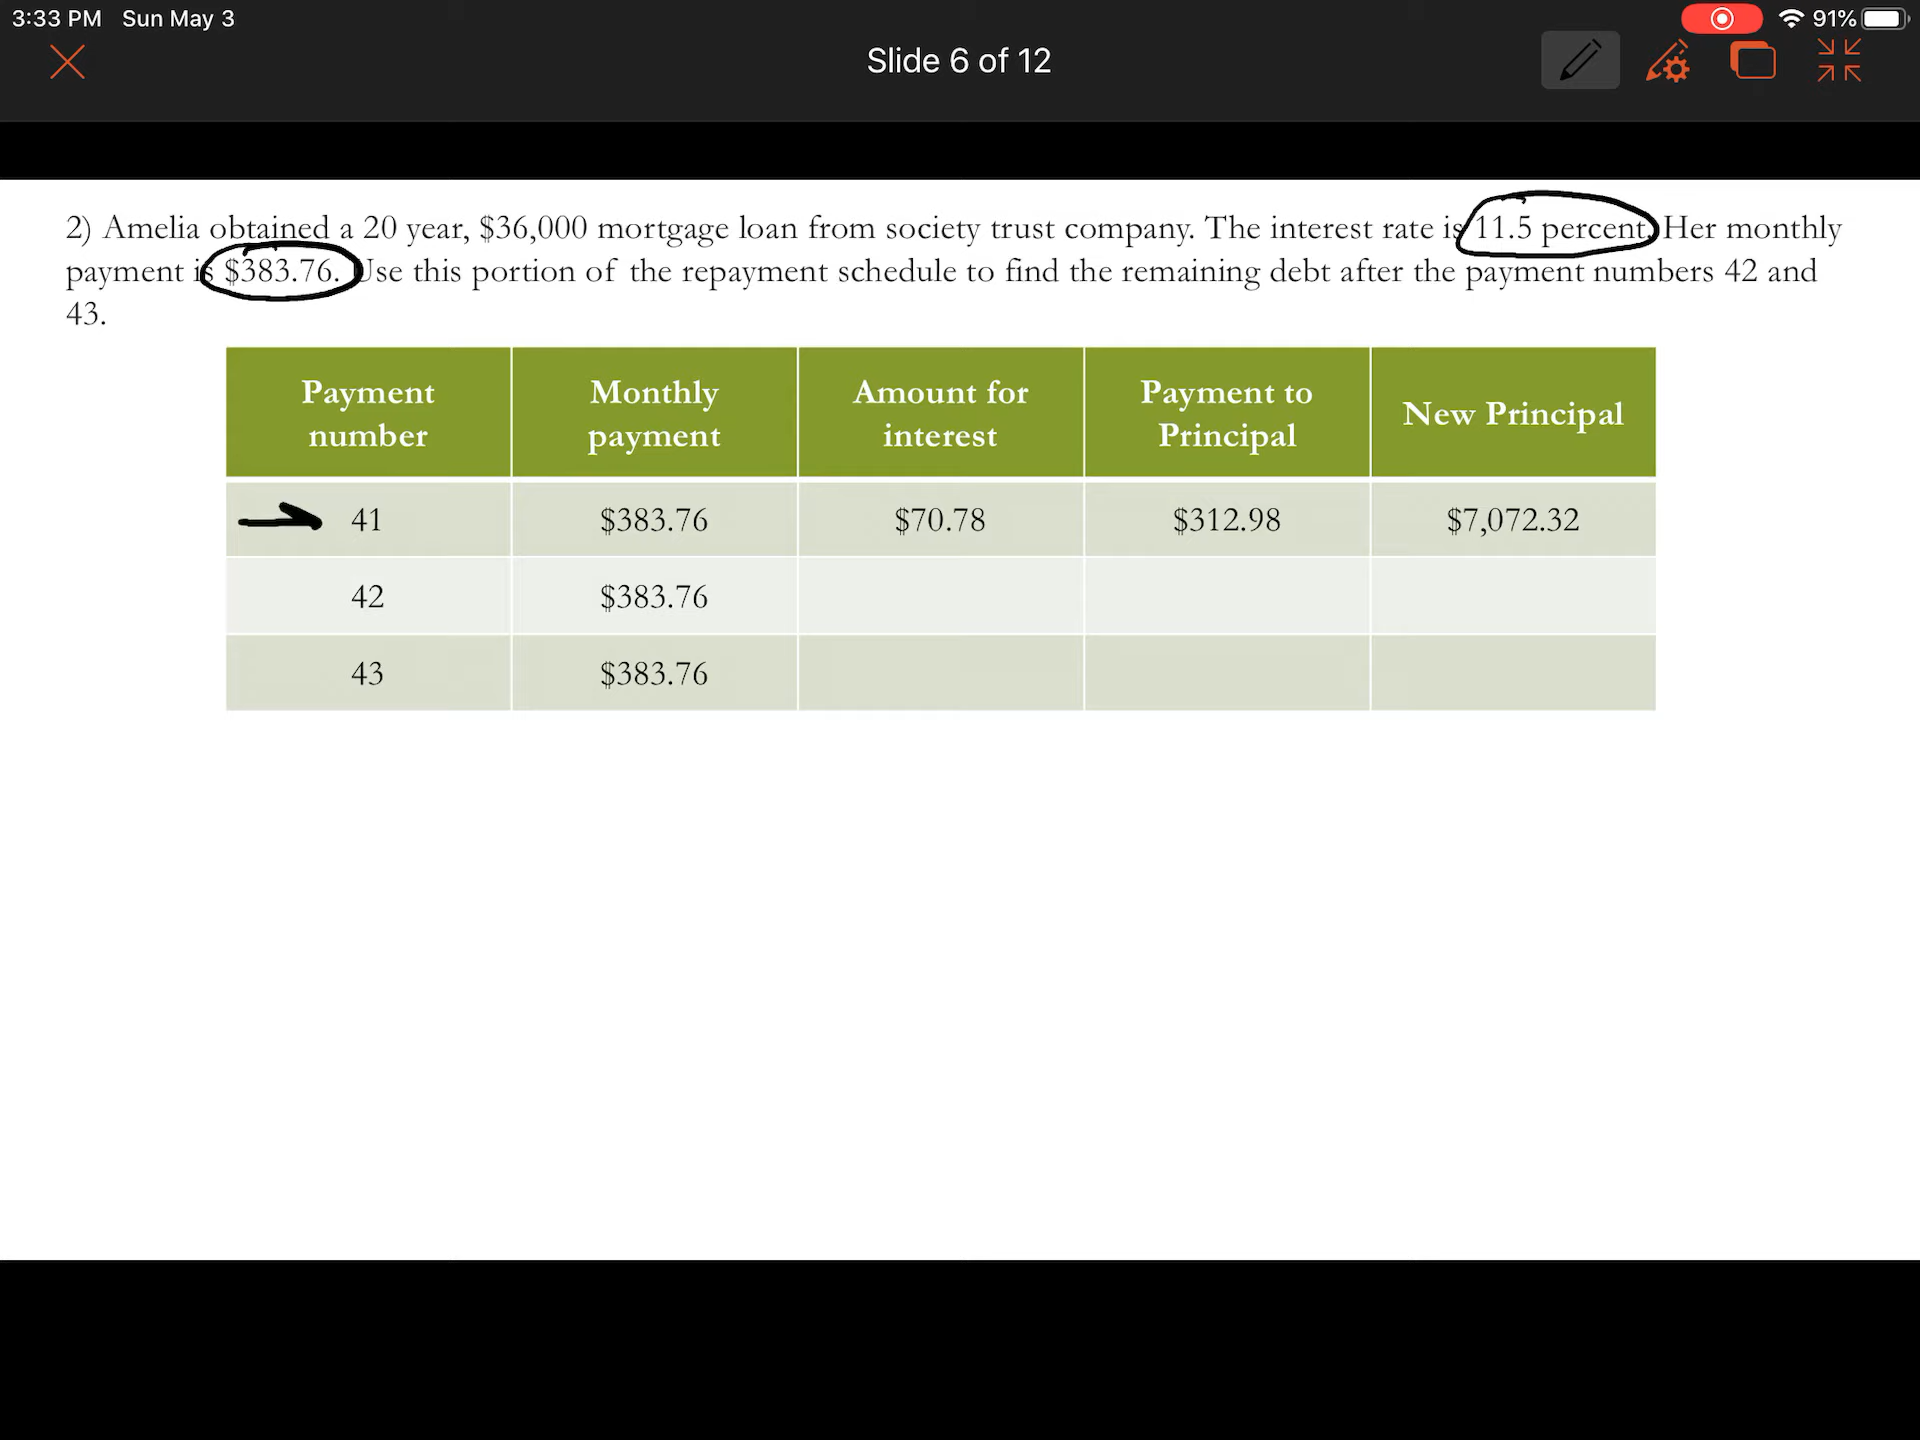 3:33 PM Sun May 3
91%
Slide 6 of 12
2) Amelia obtained a 20 year, $36,000 mortgage loan from society trust company. The interest rate is 11.5 percent. Her monthly
payment is $383.76. Use this portion of the repayment schedule to find the remaining debt after the payment numbers 42 and
43.
Payment number Monthly payment Amount for interest Payment to Principal New Principal
41 $383.76 $70.78 $312.98 $7,072.32
42 $383.76
43 $383.76